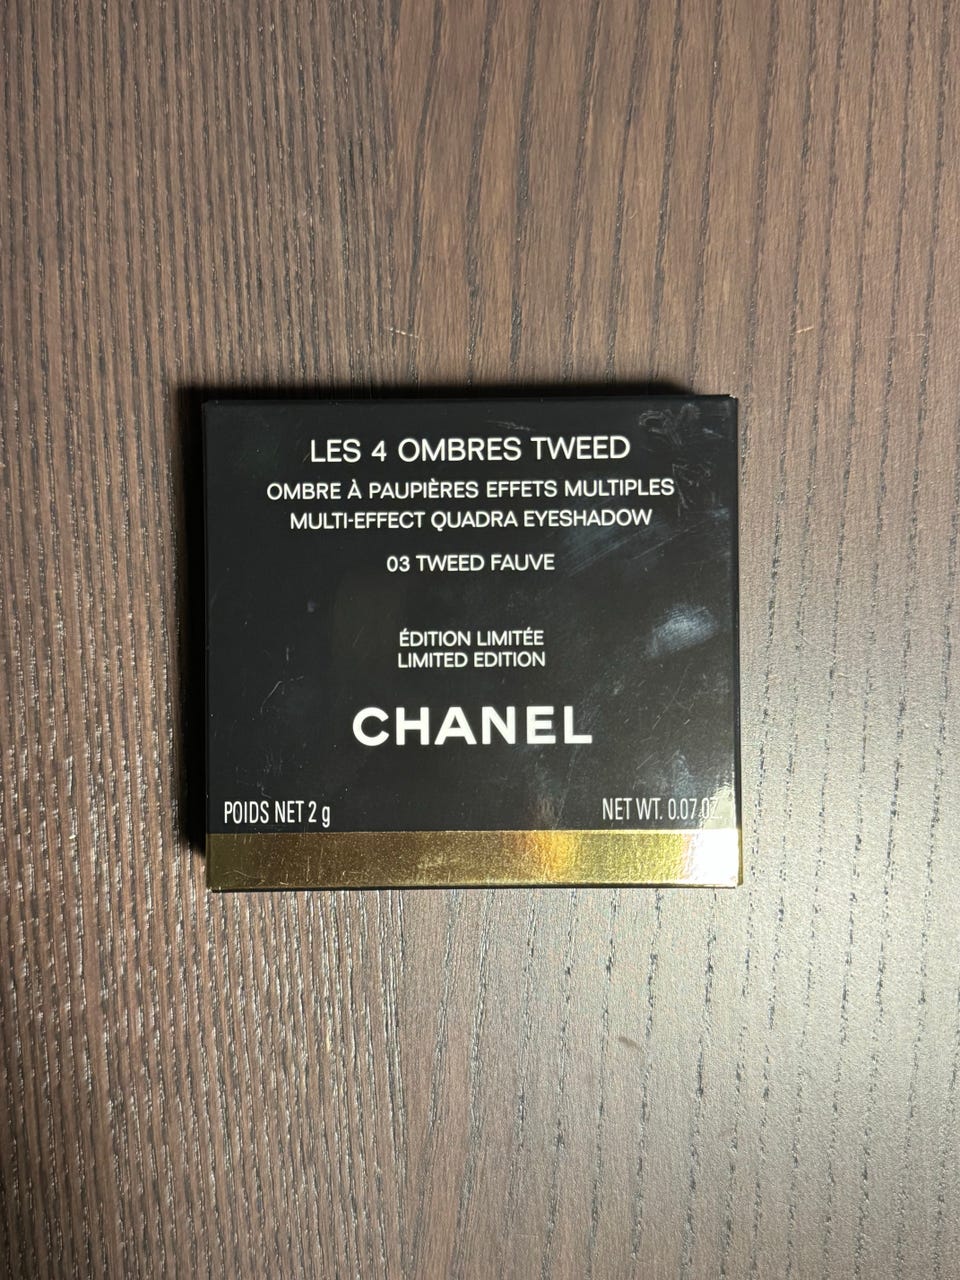 LES 4 OMBRES TWEED
OMBRE À PAUPIÈRES EFFETS MULTIPLES
MULTI-EFFECT QUADRA EYESHADOW
03 TWEED FAUVE
ÉDITION LIMITÉE
LIMITED EDITION
CHANEL
POIDS NET 2 g NET WT. 0.07 OZ.